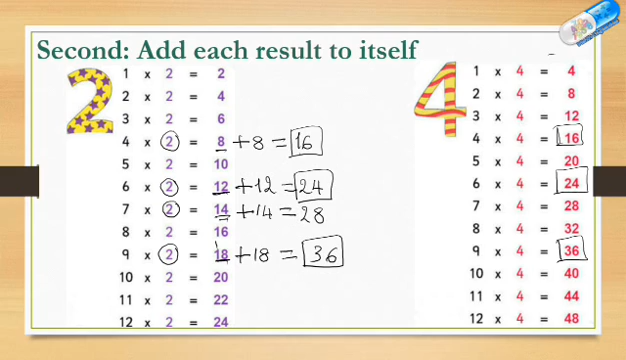 Second: Add each result to itself
2
1 x 2 = 2
2 x 2 = 4
3 x 2 = 6
4 x 2 = 8 +8 = 16
5 x 2 = 10
6 x 2 = 12 +12 = 24
7 x 2 = 14 +14 = 28
8 x 2 = 16
9 x 2 = 18 +18 = 36
10 x 2 = 20
11 x 2 = 22
12 x 2 = 24
4
1 x 4 = 4
2 x 4 = 8
3 x 4 = 12
4 x 4 = 16
5 x 4 = 20
6 x 4 = 24
7 x 4 = 28
8 x 4 = 32
9 x 4 = 36
10 x 4 = 40
11 x 4 = 44
12 x 4 = 48